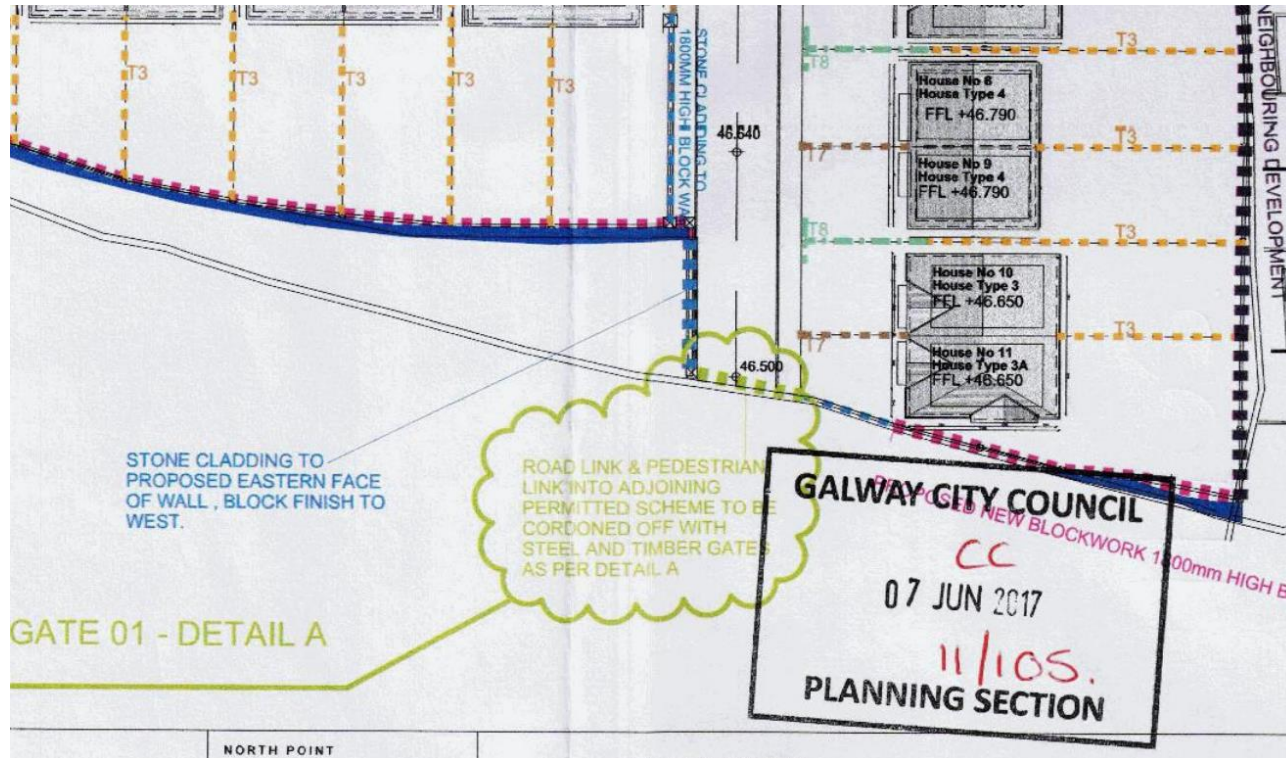 T3
T3
T3
T3
T3
STONE CLADDING TO
1800MM HIGH BLOCK WA
T8
T3
House No 8
House Type 4
FFL +46.790
46.640
T7
T3
House No 9
House Type 4
FFL +46.790
T8
T3
House No 10
House Type 3
FFL +46.650
T7
T3
House No 11
House Type 3A
FFL +46.650
NEIGHBOURING DEVELOPMENT
46.500
STONE CLADDING TO
PROPOSED EASTERN FACE
OF WALL , BLOCK FINISH TO
WEST.
ROAD LINK & PEDESTRIAN
LINK INTO ADJOINING
PERMITTED SCHEME TO BE
CORDONED OFF WITH
STEEL AND TIMBER GATES
AS PER DETAIL A
PROPOSED NEW BLOCKWORK 1800mm HIGH B
GALWAY CITY COUNCIL
CC
07 JUN 2017
11/105.
PLANNING SECTION
GATE 01 - DETAIL A
NORTH POINT